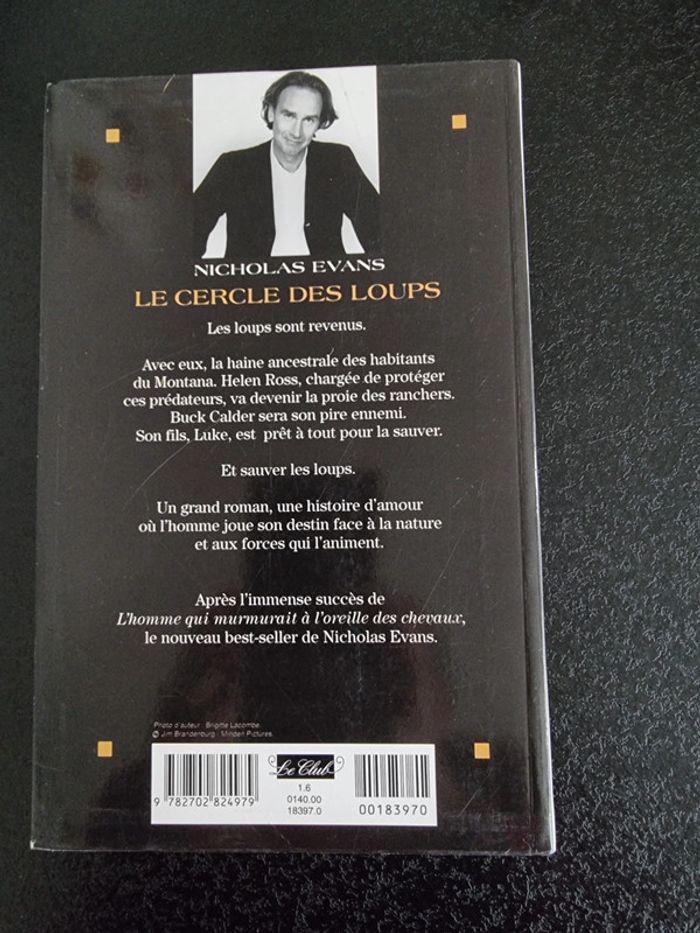 NICHOLAS EVANS
LE CERCLE DES LOUPS
Les loups sont revenus.
Avec eux, la haine ancestrale des habitants
du Montana. Helen Ross, chargée de protéger
ces prédateurs, va devenir la proie des ranchers.
Buck Calder sera son pire ennemi.
Son fils, Luke, est prêt à tout pour la sauver.
Et sauver les loups.
Un grand roman, une histoire d'amour
où l'homme joue son destin face à la nature
et aux forces qui l'animent.
Après l'immense succès de
L'homme qui murmurait à l'oreille des chevaux,
le nouveau best-seller de Nicholas Evans.
Photo d'auteur : Brigitte Lacombe.
© Jim Brandenburg / Minden Pictures.
Le Club
1.6
0140.00
18397.0
9 782702 824979
00183970